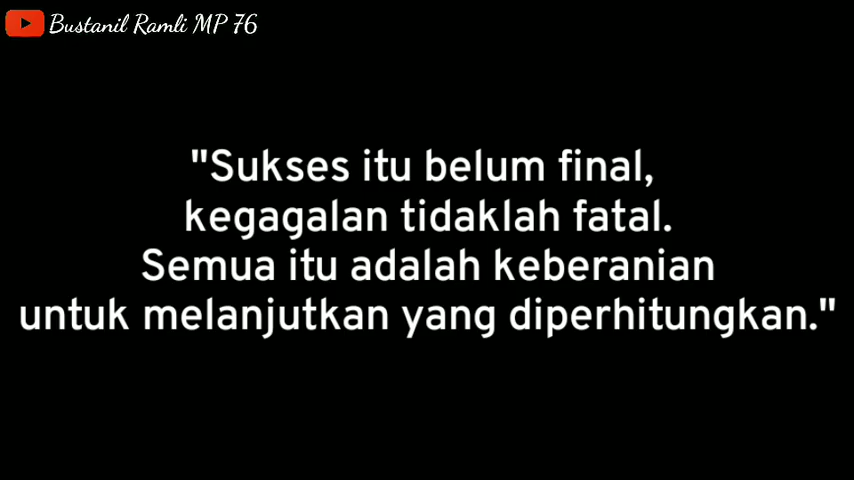 Bustanil Ramli MP 76
"Sukses itu belum final,
kegagalan tidaklah fatal.
Semua itu adalah keberanian
untuk melanjutkan yang diperhitungkan."